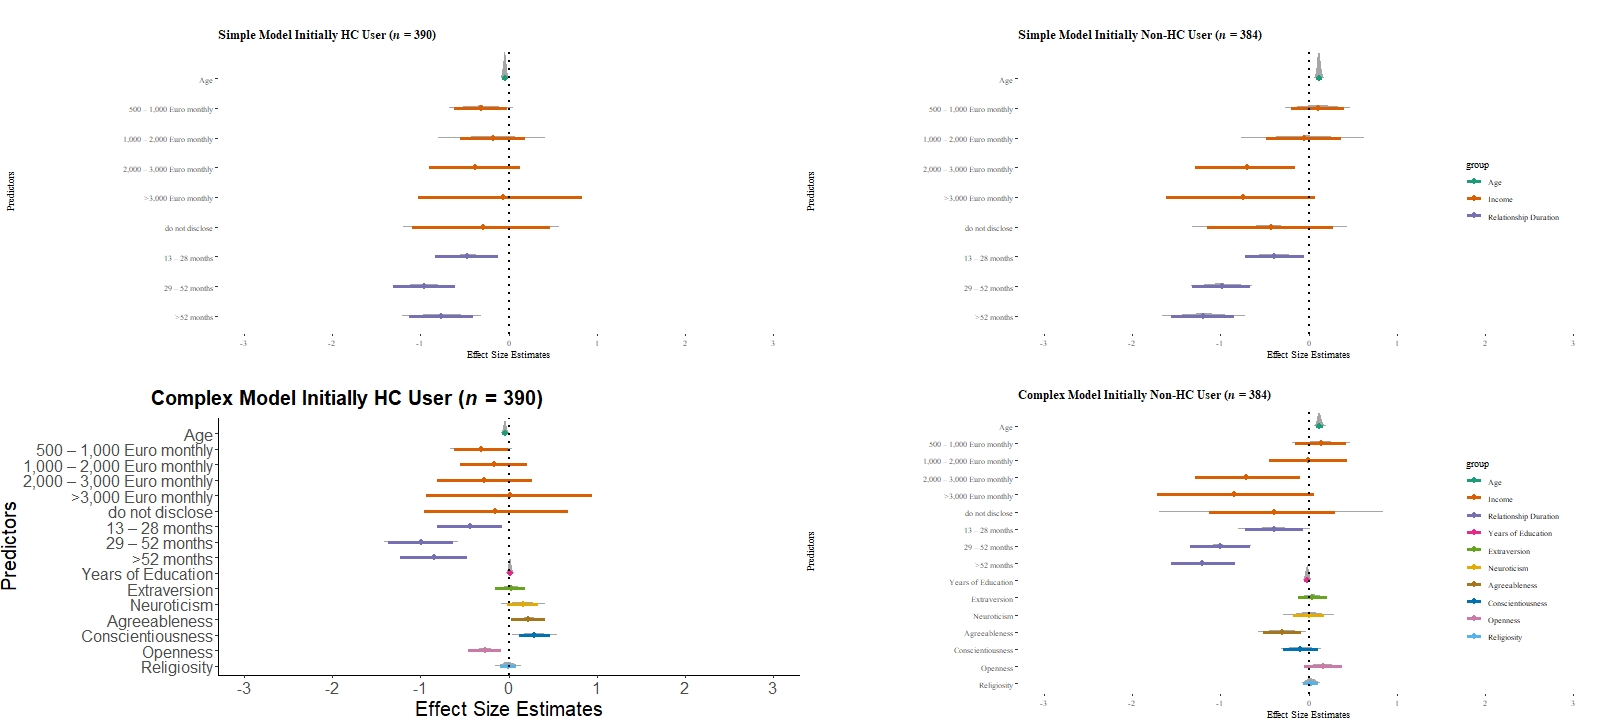 Simple Model Initially HC User (n = 390)
Predictors
Age
500 – 1,000 Euro monthly
1,000 – 2,000 Euro monthly
2,000 – 3,000 Euro monthly
>3,000 Euro monthly
do not disclose
13 – 28 months
29 – 52 months
>52 months
-3 -2 -1 0 1 2 3
Effect Size Estimates
Simple Model Initially Non-HC User (n = 384)
Predictors
Age
500 – 1,000 Euro monthly
1,000 – 2,000 Euro monthly
2,000 – 3,000 Euro monthly
>3,000 Euro monthly
do not disclose
13 – 28 months
29 – 52 months
>52 months
-3 -2 -1 0 1 2 3
Effect Size Estimates
group
Age
Income
Relationship Duration
Complex Model Initially HC User (n = 390)
Predictors
Age
500 – 1,000 Euro monthly
1,000 – 2,000 Euro monthly
2,000 – 3,000 Euro monthly
>3,000 Euro monthly
do not disclose
13 – 28 months
29 – 52 months
>52 months
Years of Education
Extraversion
Neuroticism
Agreeableness
Conscientiousness
Openness
Religiosity
-3 -2 -1 0 1 2 3
Effect Size Estimates
Complex Model Initially Non-HC User (n = 384)
Predictors
Age
500 – 1,000 Euro monthly
1,000 – 2,000 Euro monthly
2,000 – 3,000 Euro monthly
>3,000 Euro monthly
do not disclose
13 – 28 months
29 – 52 months
>52 months
Years of Education
Extraversion
Neuroticism
Agreeableness
Conscientiousness
Openness
Religiosity
-3 -2 -1 0 1 2 3
Effect Size Estimates
group
Age
Income
Relationship Duration
Years of Education
Extraversion
Neuroticism
Agreeableness
Conscientiousness
Openness
Religiosity